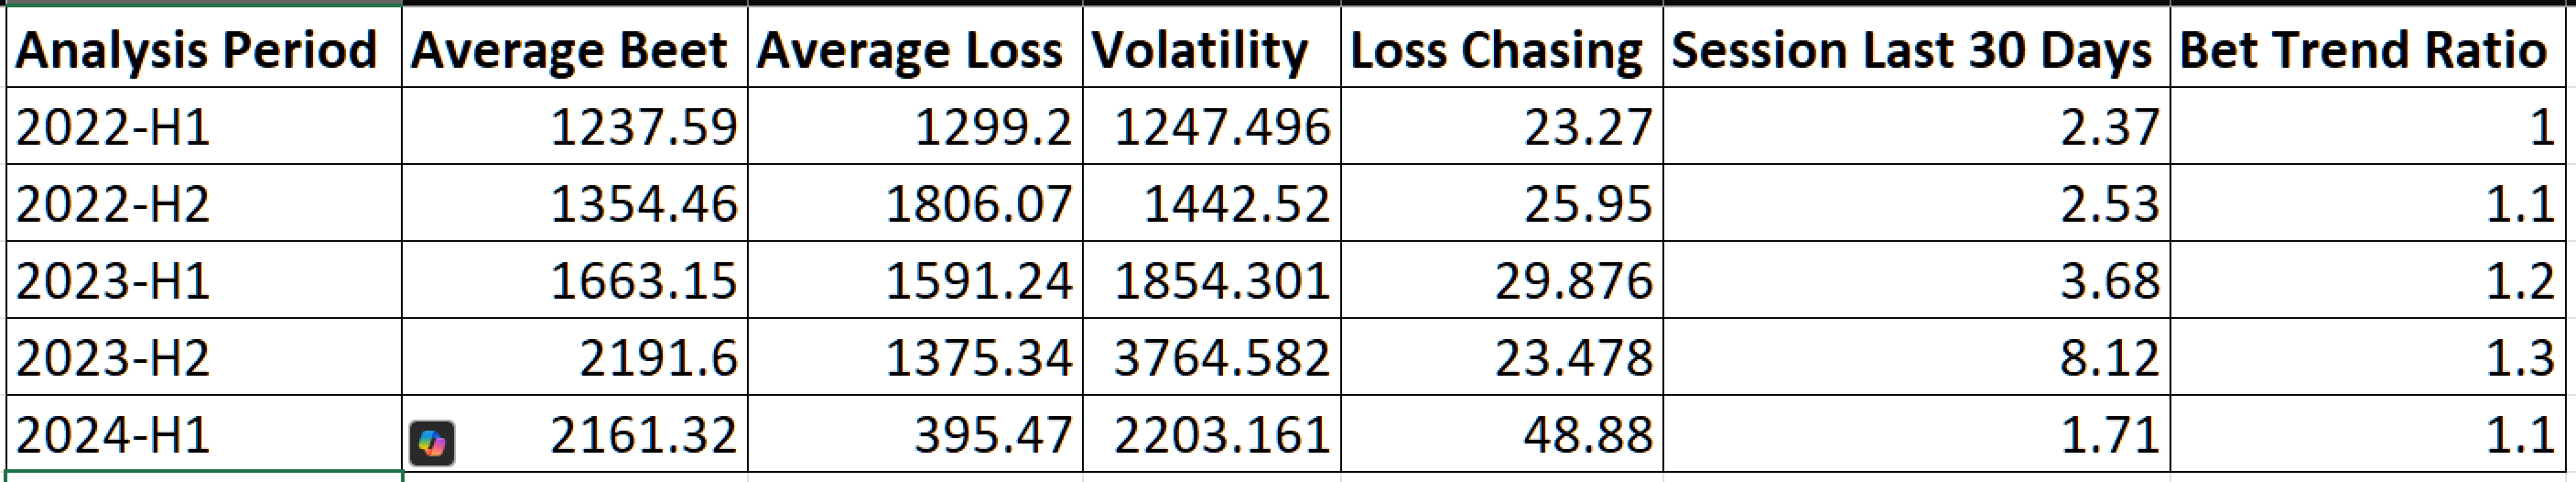 Analysis Period Average Beet Average Loss Volatility Loss Chasing Session Last 30 Days Bet Trend Ratio
2022-H1 1237.59 1299.2 1247.496 23.27 2.37 1
2022-H2 1354.46 1806.07 1442.52 25.95 2.53 1.1
2023-H1 1663.15 1591.24 1854.301 29.876 3.68 1.2
2023-H2 2191.6 1375.34 3764.582 23.478 8.12 1.3
2024-H1 2161.32 395.47 2203.161 48.88 1.71 1.1